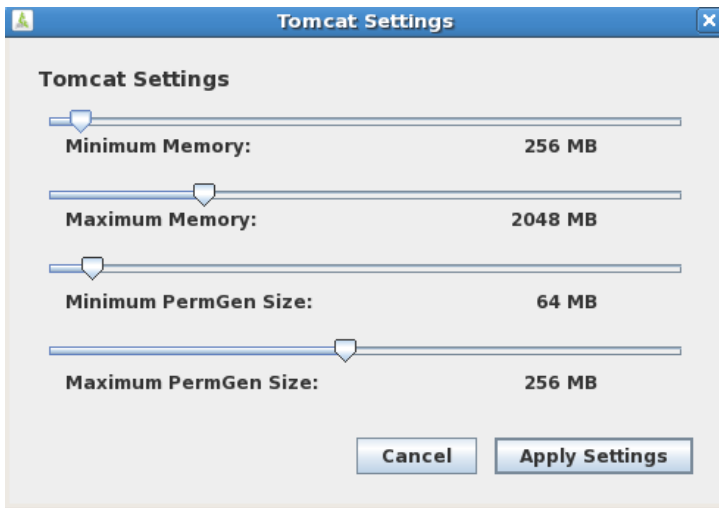 Tomcat Settings
Tomcat Settings
Minimum Memory: 256 MB
Maximum Memory: 2048 MB
Minimum PermGen Size: 64 MB
Maximum PermGen Size: 256 MB
Cancel Apply Settings